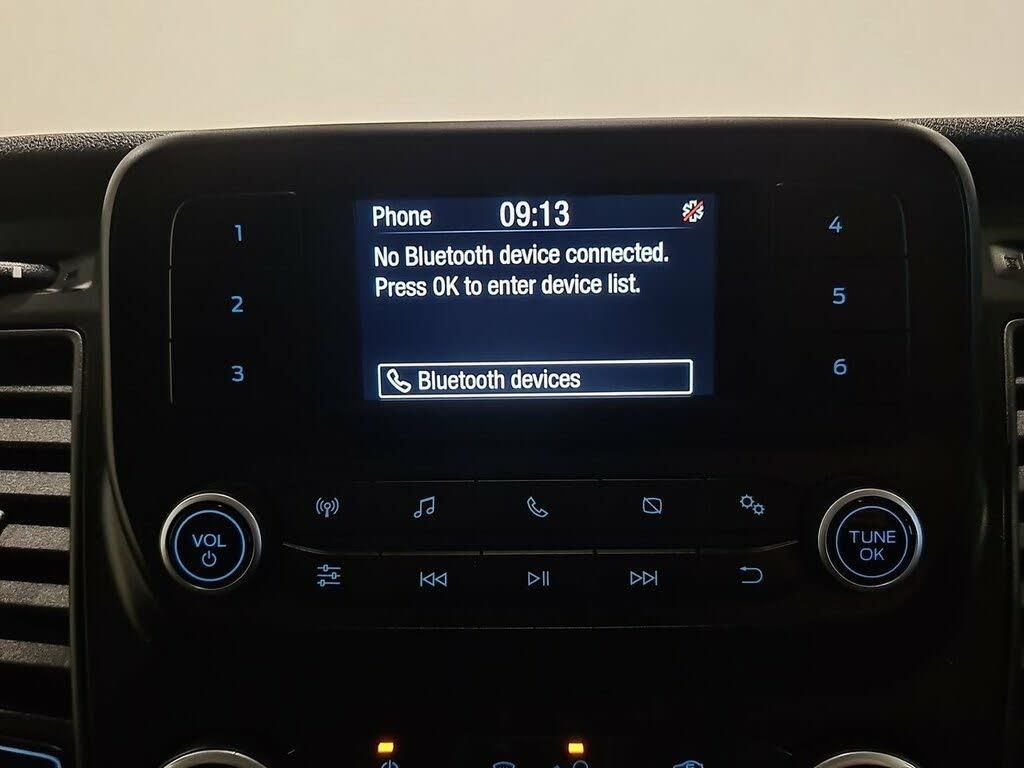 Phone 09:13
No Bluetooth device connected.
Press OK to enter device list.
Bluetooth devices
1
2
3
4
5
6
VOL
TUNE
OK